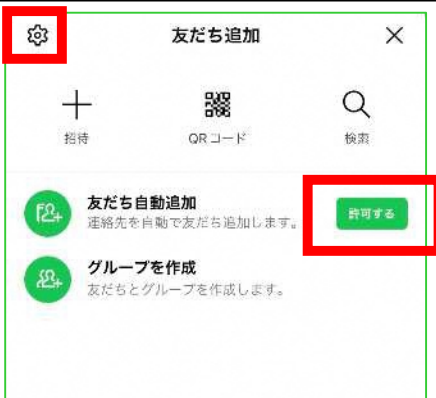 友だち追加
招待
QRコード
検索
友だち自動追加
連絡先を自動で友だち追加します。
許可する
グループを作成
友だちとグループを作成します。